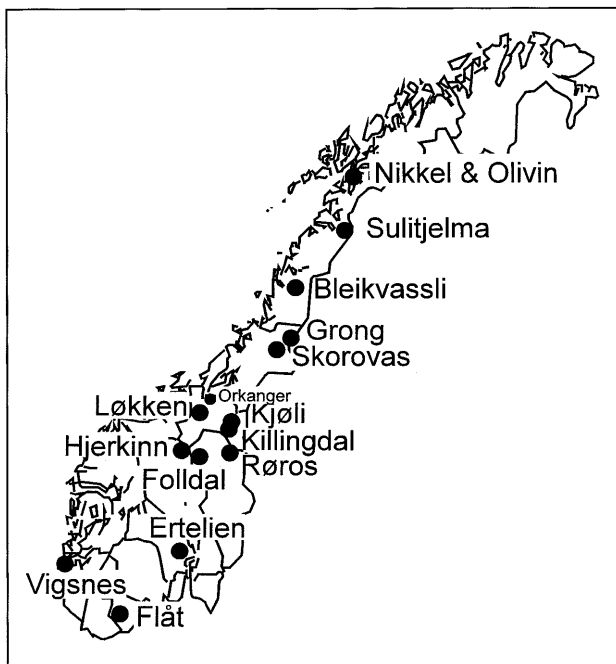 Nikkel & Olivin
Sulitjelma
Bleikvassli
Grong
Skorovas
Orkanger
Løkken
Kjøli
Killingdal
Hjerkinn
Røros
Folldal
Ertelien
Vigsnes
Flåt